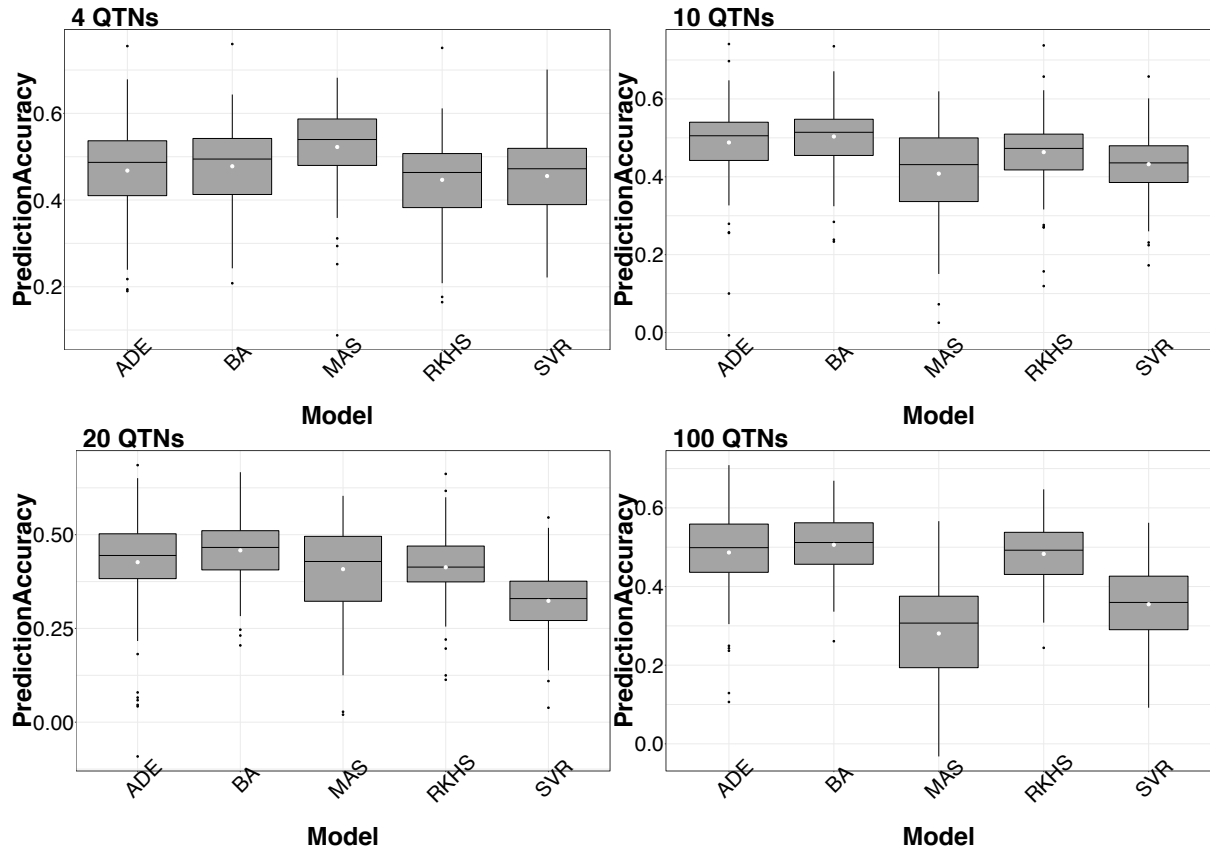 4 QTNs
PredictionAccuracy
0.6
0.4
0.2
ADE
BA
MAS
RKHS
SVR
Model
10 QTNs
PredictionAccuracy
0.6
0.4
0.2
0.0
ADE
BA
MAS
RKHS
SVR
Model
20 QTNs
PredictionAccuracy
0.50
0.25
0.00
ADE
BA
MAS
RKHS
SVR
Model
100 QTNs
PredictionAccuracy
0.6
0.4
0.2
0.0
ADE
BA
MAS
RKHS
SVR
Model